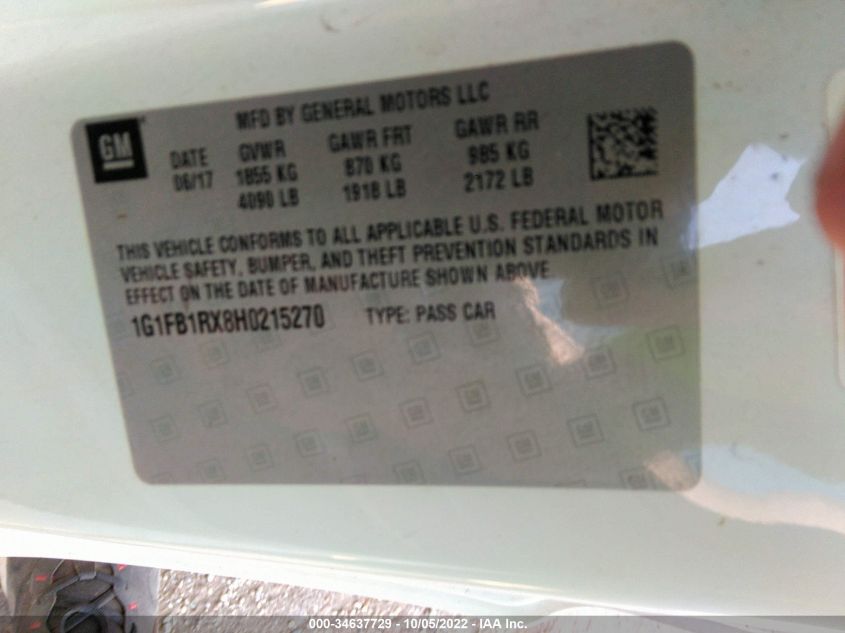 MFD BY GENERAL MOTORS LLC
GM
DATE GVWR GAWR FRT GAWR RR
06/17 1855 KG 870 KG 985 KG
4090 LB 1918 LB 2172 LB
THIS VEHICLE CONFORMS TO ALL APPLICABLE U.S. FEDERAL MOTOR
VEHICLE SAFETY, BUMPER, AND THEFT PREVENTION STANDARDS IN
EFFECT ON THE DATE OF MANUFACTURE SHOWN ABOVE
1G1FB1RX8H0215270 TYPE: PASS CAR
000-34637729 - 10/05/2022 - IAA Inc.